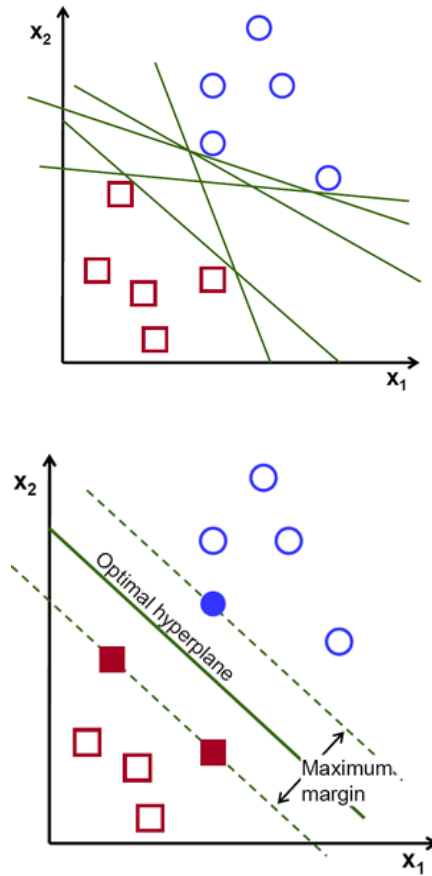 x₂
x₁
x₂
Optimal hyperplane
Maximum
margin
x₁